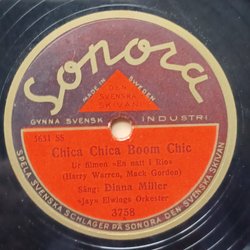 Sonora
MADE IN
SWEDEN
DEN
SVENSKA
SKIVAN
GYNNA SVENSK INDUSTRI
5631 SS
Chica Chica Boom Chic
Ur filmen »En natt i Rio»
(Harry Warren, Mack Gordon)
Sång: Diana Miller
»Jay» Elwings Orkester
3758
SPELA SVENSKA SCHLAGER PÅ SONORA DEN SVENSKA SKIVAN